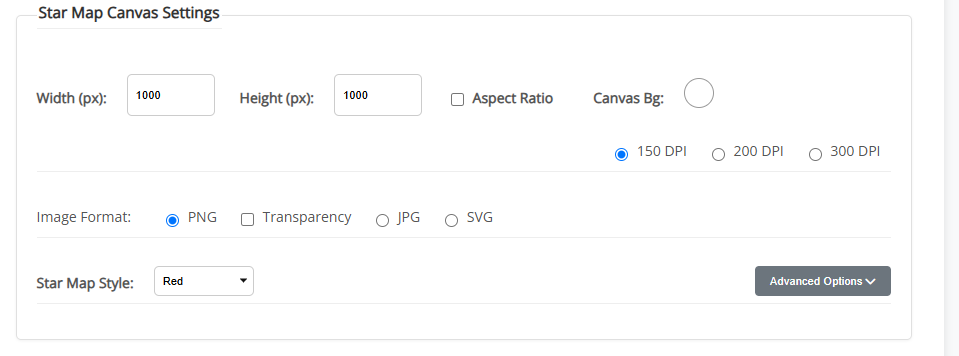 Star Map Canvas Settings
Width (px): 1000 Height (px): 1000 Aspect Ratio Canvas Bg:
150 DPI 200 DPI 300 DPI
Image Format: PNG Transparency JPG SVG
Star Map Style: Red Advanced Options